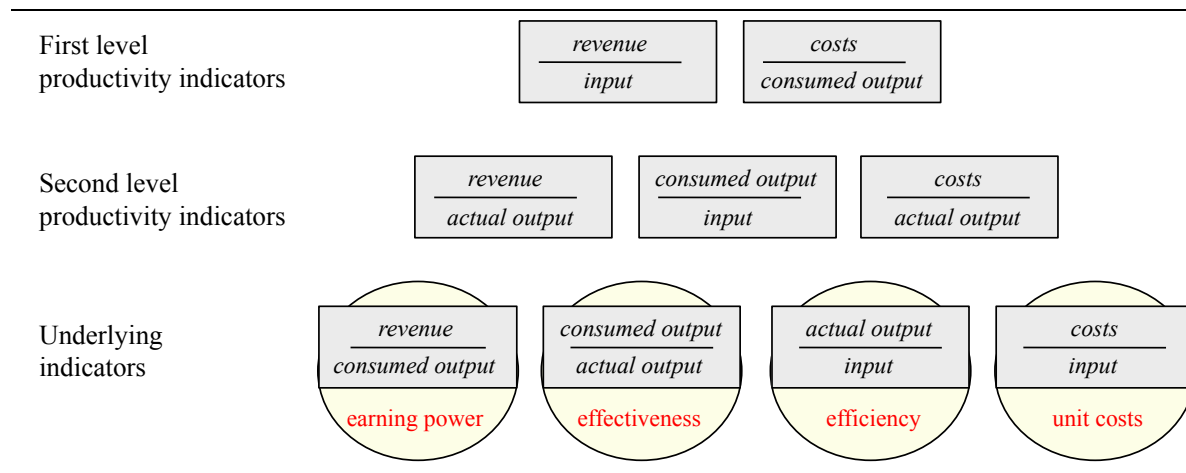 First level
productivity indicators
revenue
input
costs
consumed output
Second level
productivity indicators
revenue
actual output
consumed output
input
costs
actual output
Underlying
indicators
revenue
consumed output
earning power
consumed output
actual output
effectiveness
actual output
input
efficiency
costs
input
unit costs